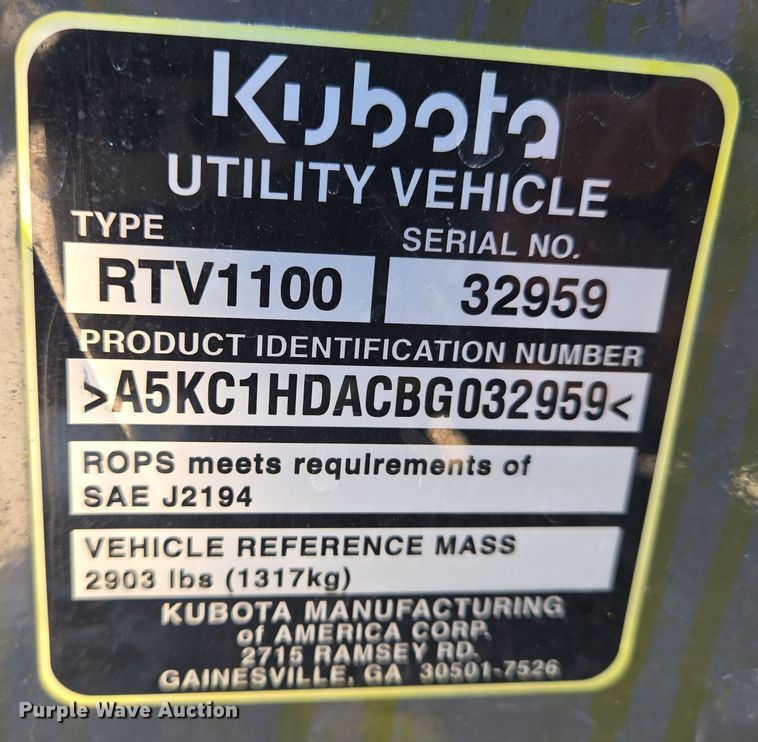 Kubota
UTILITY VEHICLE
TYPE SERIAL NO.
RTV1100 32959
PRODUCT IDENTIFICATION NUMBER
>A5KC1HDACBG032959<
ROPS meets requirements of
SAE J2194
VEHICLE REFERENCE MASS
2903 lbs (1317kg)
KUBOTA MANUFACTURING
of AMERICA CORP.
2715 RAMSEY RD.
GAINESVILLE, GA 30501-7526
Purple Wave Auction